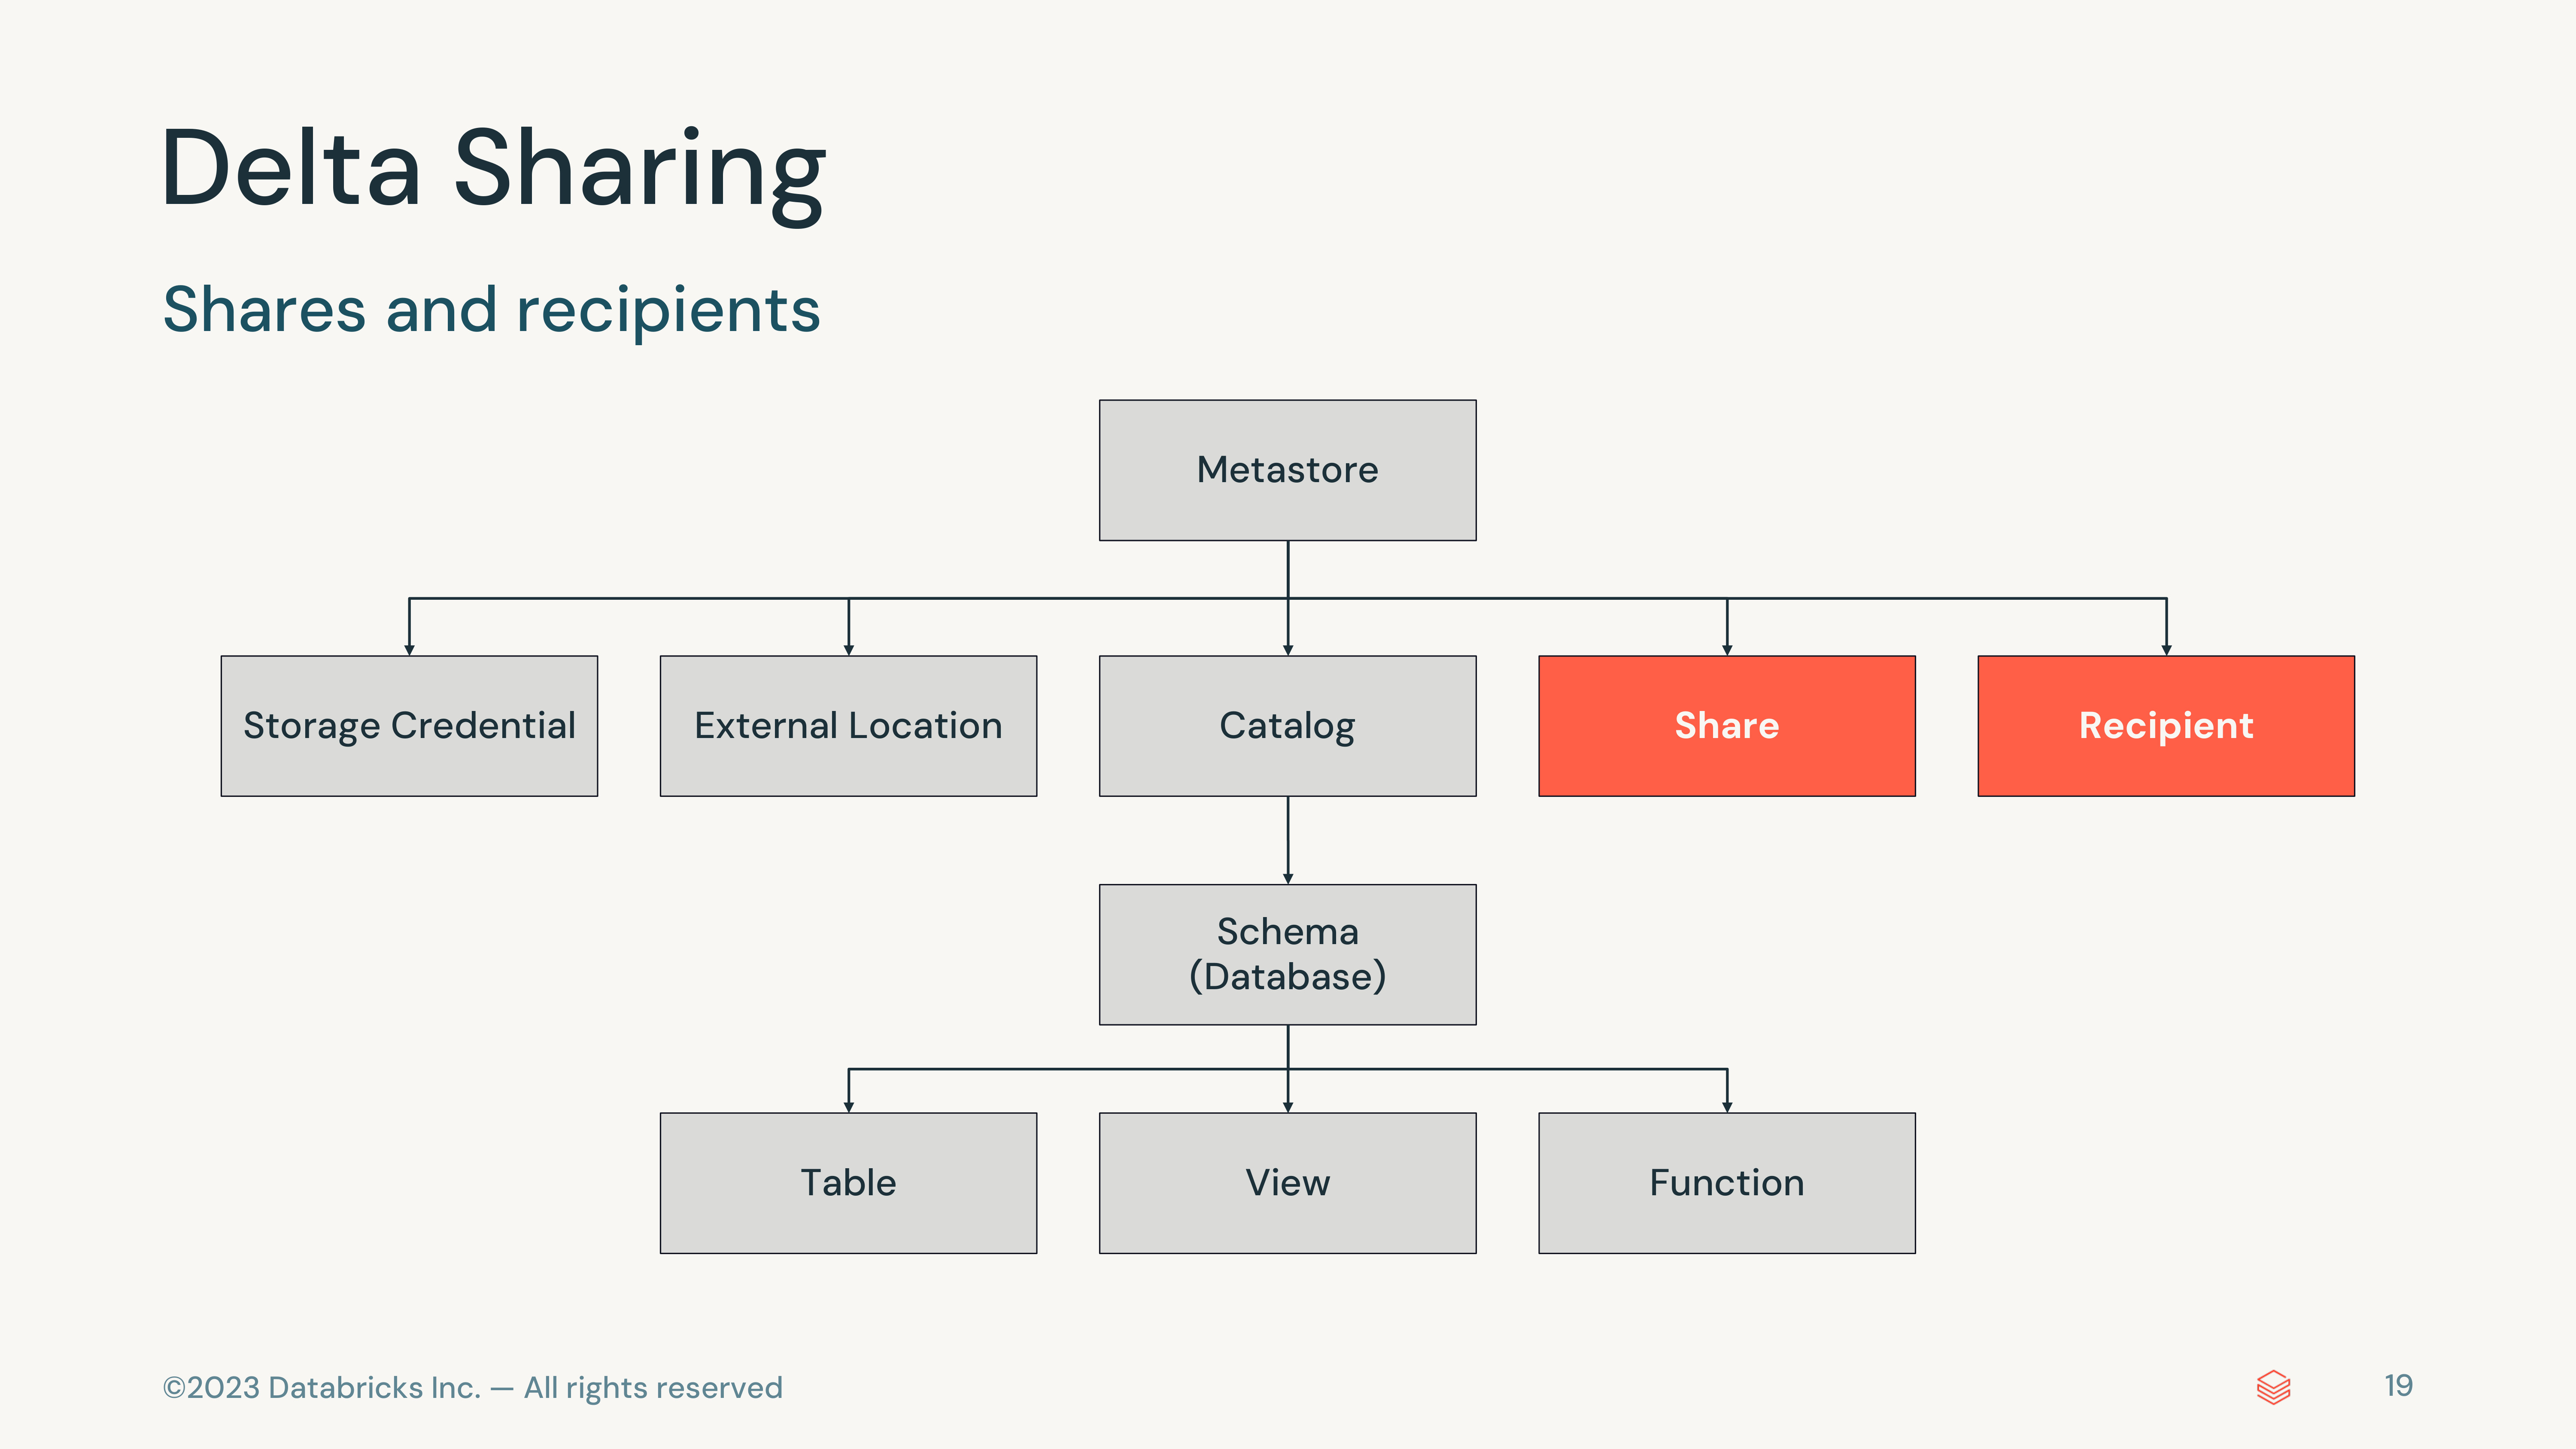 Delta Sharing
Shares and recipients
Metastore
Storage Credential
External Location
Catalog
Share
Recipient
Schema
(Database)
Table
View
Function
©2023 Databricks Inc. — All rights reserved
19